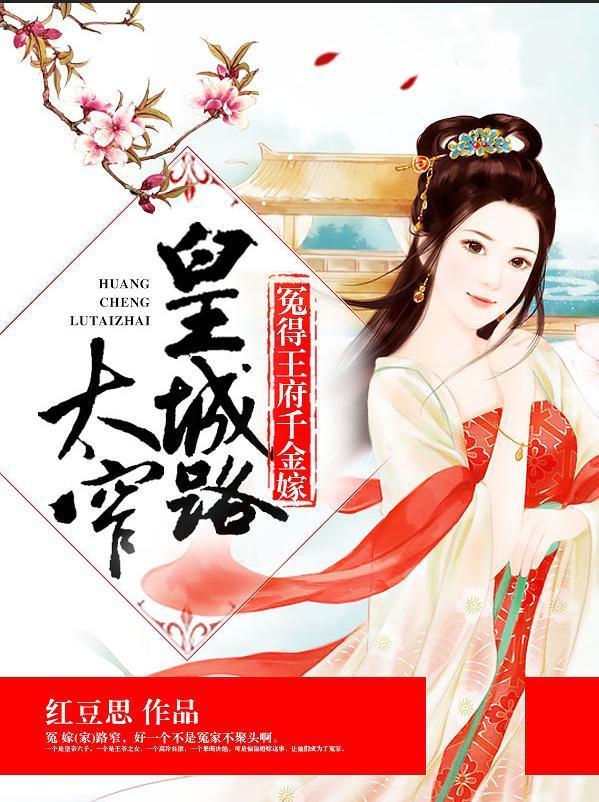 HUANG
CHENG
LUTAIZHAI
皇城路
太窄
冤得王府千金嫁
红豆思 作品
冤 嫁(家)路窄，好一个不是冤家不聚头啊。